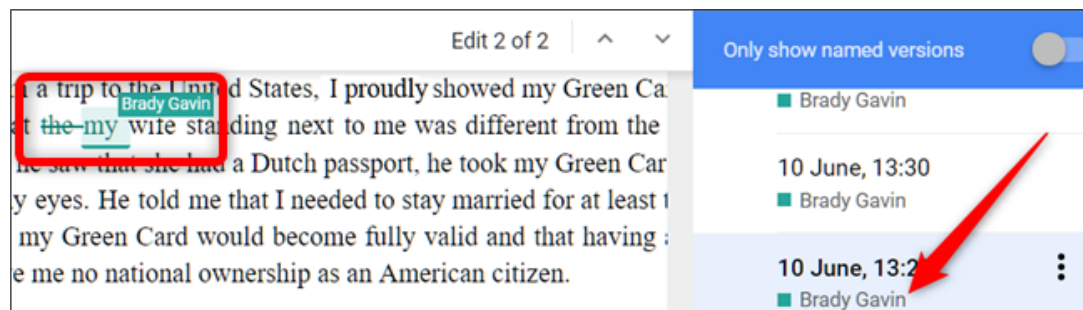 Edit 2 of 2
a trip to the United States, I proudly showed my Green
the my wife standing next to me was different from the
Brady Gavin
he saw that she had a Dutch passport, he took my Green Car
eyes. He told me that I needed to stay married for at least
my Green Card would become fully valid and that having
me no national ownership as an American citizen.
Only show named versions
Brady Gavin
10 June, 13:30
Brady Gavin
10 June,
Brady Gavin